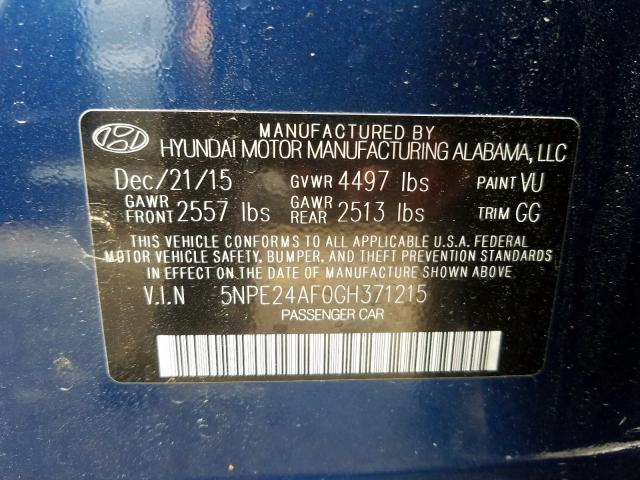 MANUFACTURED BY
HYUNDAI MOTOR MANUFACTURING ALABAMA, LLC
Dec/21/15 GVWR 4497 lbs PAINT VU
GAWR FRONT 2557 lbs GAWR REAR 2513 lbs TRIM GG
THIS VEHICLE CONFORMS TO ALL APPLICABLE U.S.A. FEDERAL
MOTOR VEHICLE SAFETY, BUMPER, AND THEFT PREVENTION STANDARDS
IN EFFECT ON THE DATE OF MANUFACTURE SHOWN ABOVE
V.I.N 5NPE24AF0GH371215
PASSENGER CAR